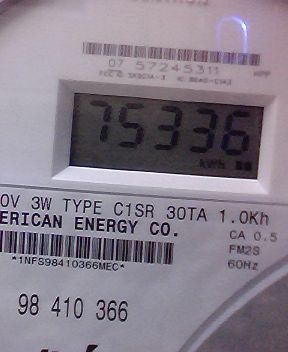 07 57245311
75336
kWh
0V 3W TYPE C1SR 30TA 1.0Kh
ERICAN ENERGY CO.
CA 0.5
FM2S
*1NFS98410366MEC*
60Hz
98 410 366